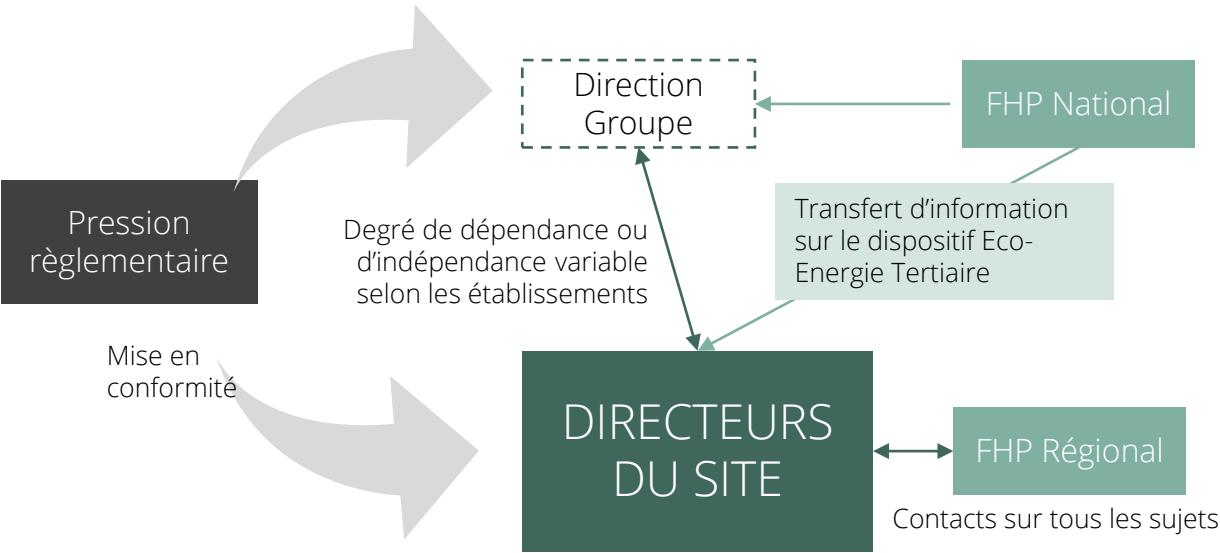 Direction
Groupe
FHP National
Pression
règlementaire
Degré de dépendance ou
d’indépendance variable
selon les établissements
Transfert d’information
sur le dispositif Eco-
Energie Tertiaire
Mise en
conformité
DIRECTEURS
DU SITE
FHP Régional
Contacts sur tous les sujets